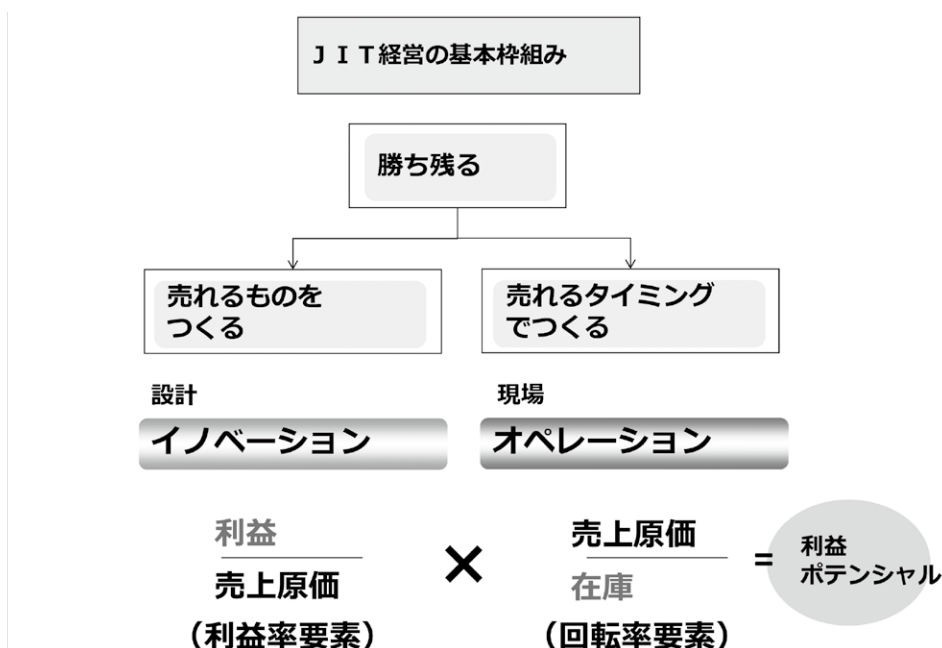 ＪＩＴ経営の基本枠組み
勝ち残る
売れるものを
つくる
売れるタイミング
でつくる
設計
現場
イノベーション
オペレーション
利益
売上原価
(利益率要素)
×
売上原価
在庫
(回転率要素)
=
利益
ポテンシャル